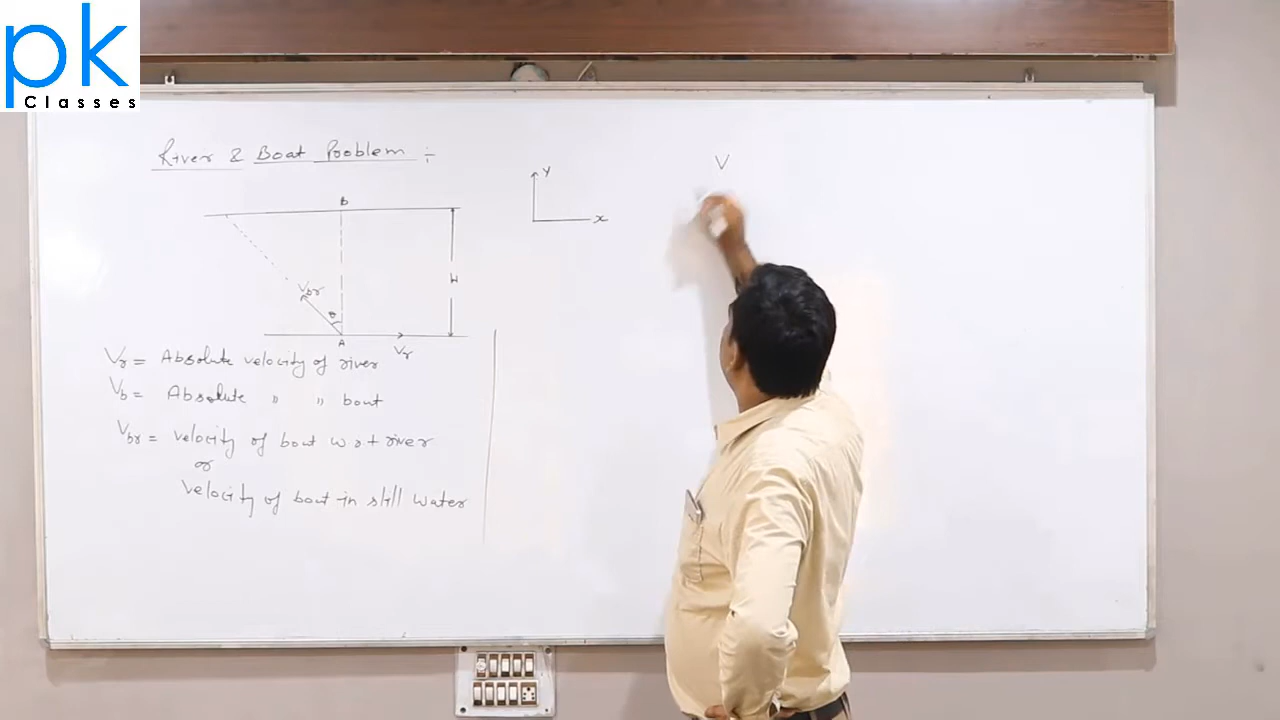 pk
Classes
River & Boat Problem :-
B
Y
x
V
W
Vbr
θ
A
Vr
Vr = Absolute velocity of river
Vb = Absolute " " boat
Vbr = velocity of boat w r t river
or
velocity of boat in still water